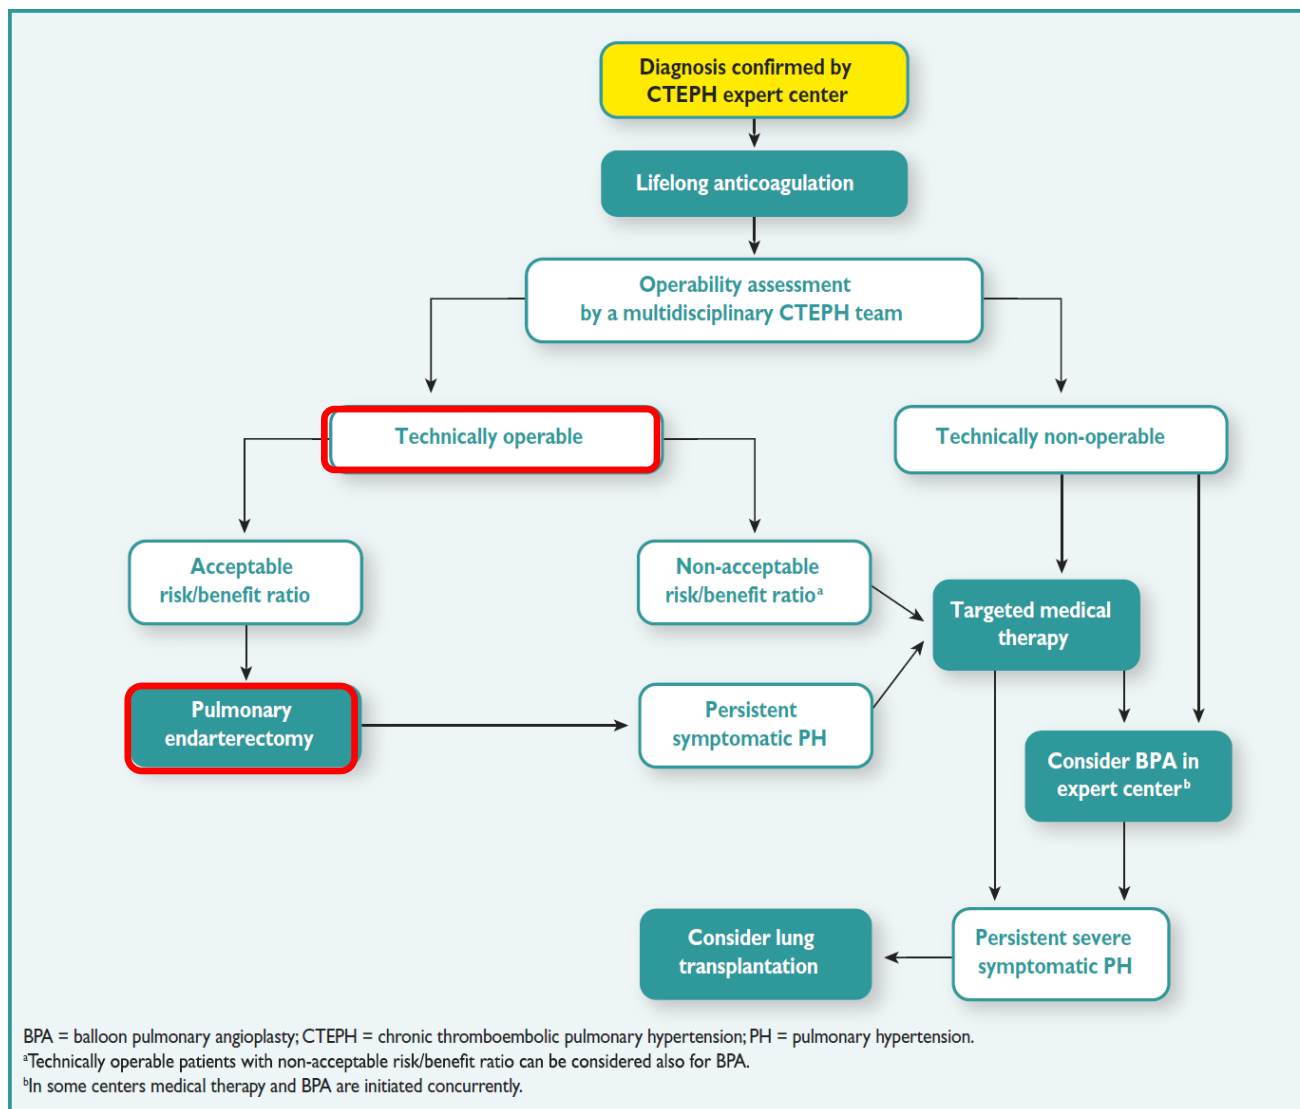 Diagnosis confirmed by
CTEPH expert center
Lifelong anticoagulation
Operability assessment
by a multidisciplinary CTEPH team
Technically operable
Technically non-operable
Acceptable
risk/benefit ratio
Non-acceptable
risk/benefit ratioᵃ
Targeted medical
therapy
Pulmonary
endarterectomy
Persistent
symptomatic PH
Consider BPA in
expert centerᵇ
Consider lung
transplantation
Persistent severe
symptomatic PH
BPA = balloon pulmonary angioplasty; CTEPH = chronic thromboembolic pulmonary hypertension; PH = pulmonary hypertension.
ᵃTechnically operable patients with non-acceptable risk/benefit ratio can be considered also for BPA.
ᵇIn some centers medical therapy and BPA are initiated concurrently.